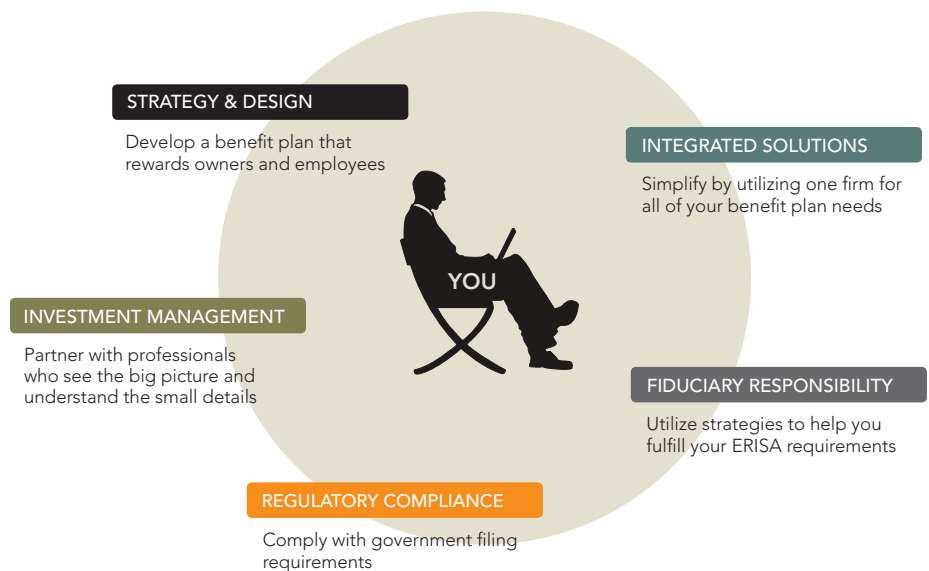 STRATEGY & DESIGN
Develop a benefit plan that
rewards owners and employees
INTEGRATED SOLUTIONS
Simplify by utilizing one firm for
all of your benefit plan needs
YOU
INVESTMENT MANAGEMENT
Partner with professionals
who see the big picture and
understand the small details
FIDUCIARY RESPONSIBILITY
Utilize strategies to help you
fulfill your ERISA requirements
REGULATORY COMPLIANCE
Comply with government filing
requirements